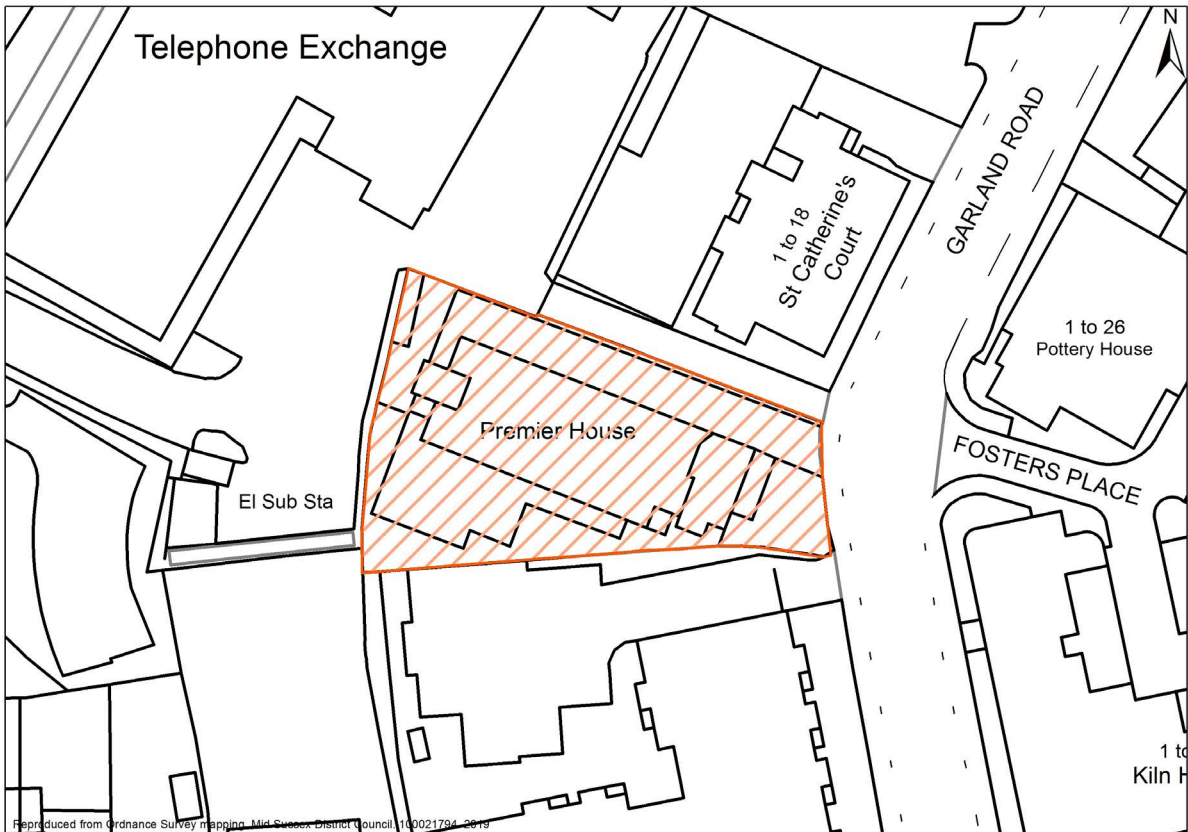 Telephone Exchange
N
GARLAND ROAD
1 to 18
St Catherine's
Court
1 to 26
Pottery House
Premier House
FOSTERS PLACE
El Sub Sta
1 to
Kiln H
Reproduced from Ordnance Survey mapping Mid Sussex District Council. 100021794 2019